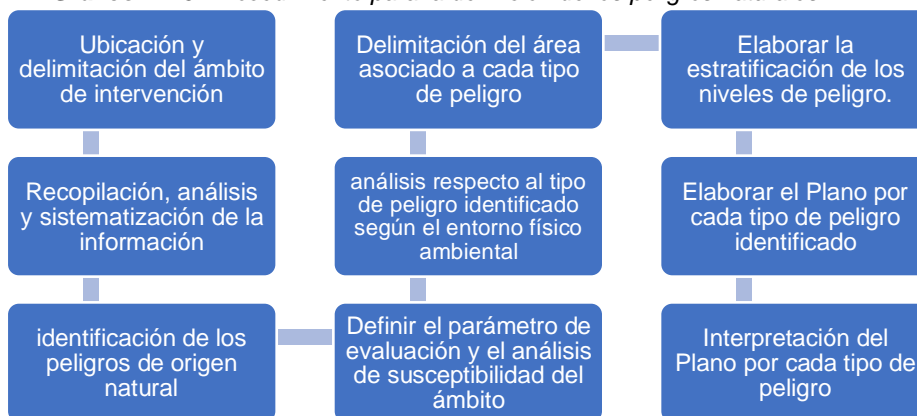 Ubicación y
delimitación del ámbito
de intervención
Recopilación, análisis
y sistematización de la
información
identificación de los
peligros de origen
natural
Definir el parámetro de
evaluación y el análisis
de susceptibilidad del
ámbito
análisis respecto al tipo
de peligro identificado
según el entorno físico
ambiental
Delimitación del área
asociado a cada tipo
de peligro
Elaborar la
estratificación de los
niveles de peligro.
Elaborar el Plano por
cada tipo de peligro
identificado
Interpretación del
Plano por cada tipo de
peligro